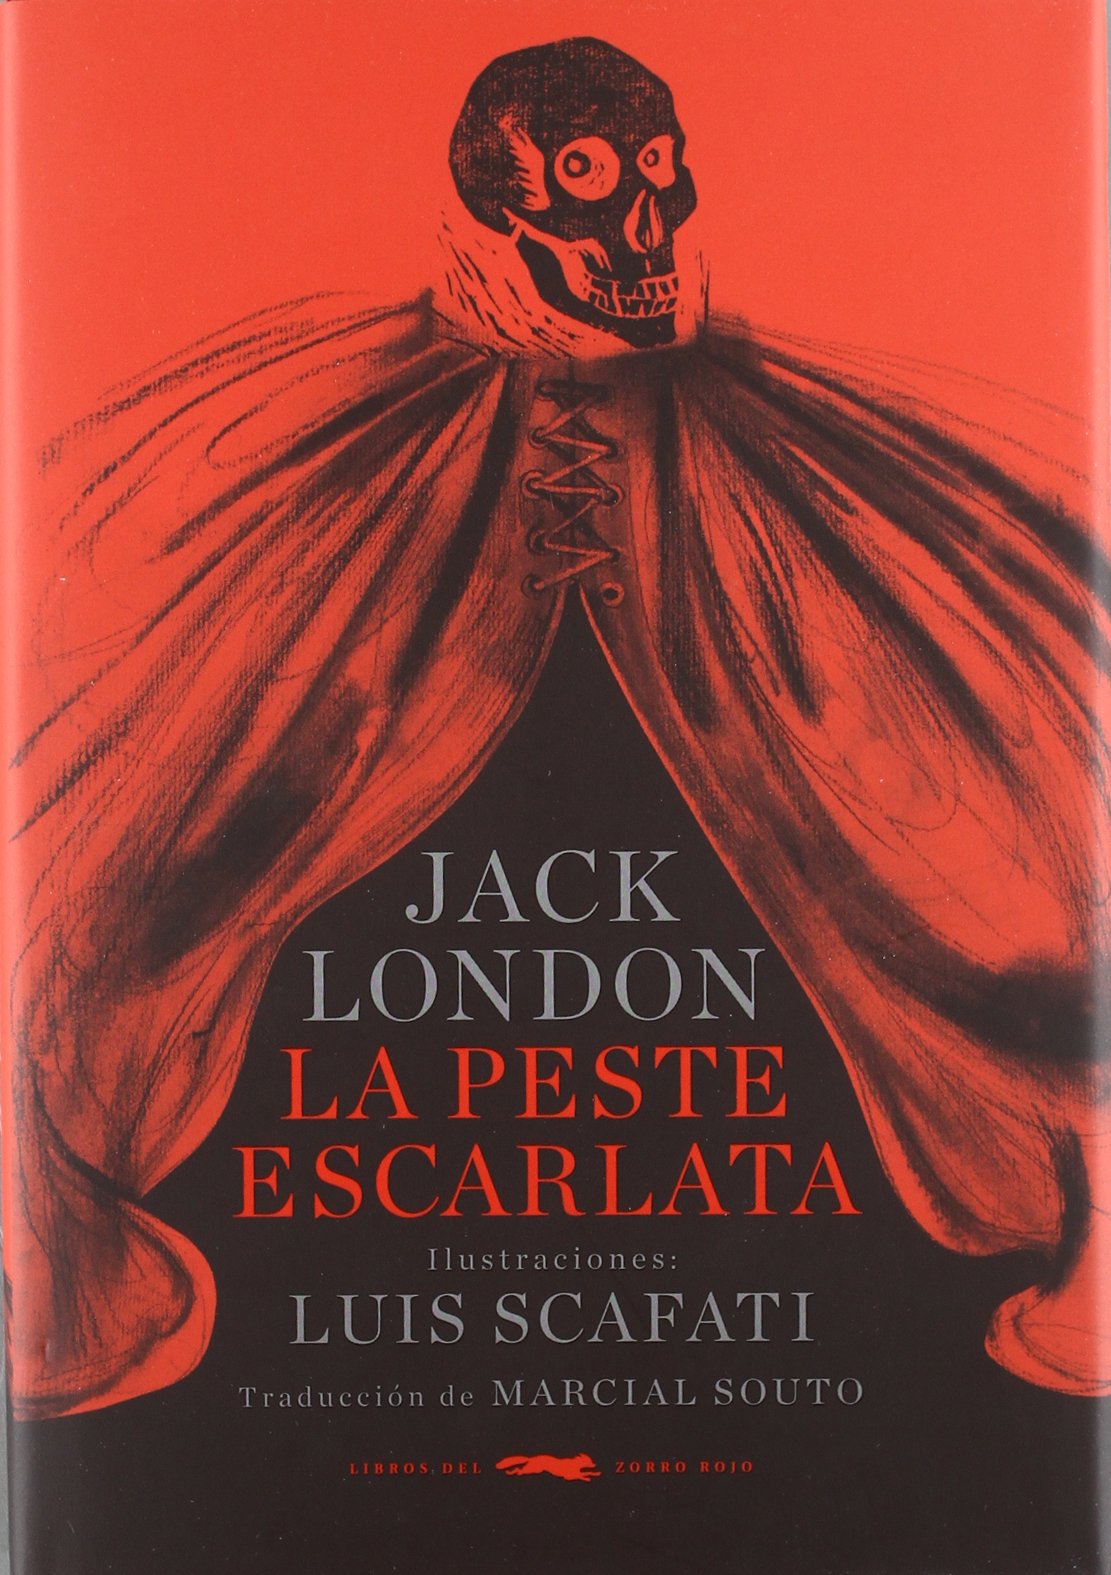 JACK
LONDON
LA PESTE
ESCARLATA
Ilustraciones:
LUIS SCAFATI
Traducción de MARCIAL SOUTO
LIBROS DEL ZORRO ROJO